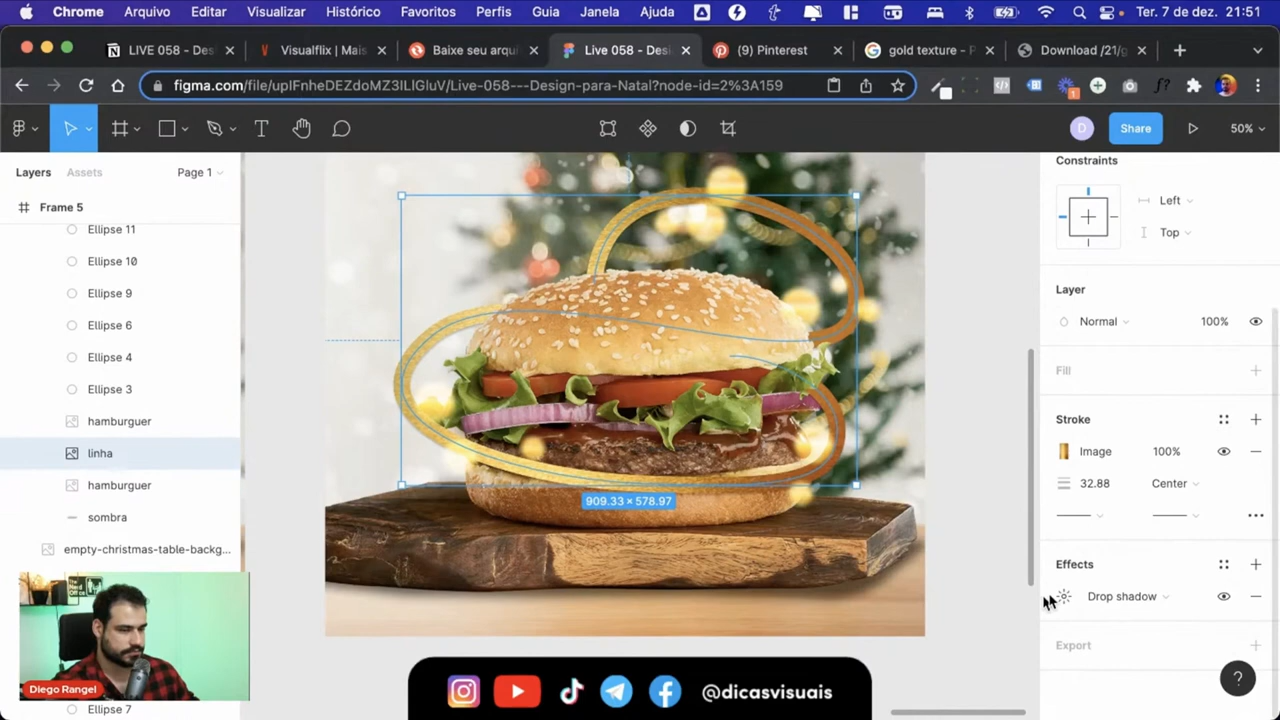 Chrome Arquivo Editar Visualizar Histórico Favoritos Perfis Guia Janela Ajuda Ter. 7 de dez. 21:51
LIVE 058 - Des
Visualflix | Mais
Baixe seu arqui
Live 058 - Desi
(9) Pinterest
gold texture - P
Download /21/g
figma.com/file/upIFnheDEZdoMZ3ILlGluV/Live-058---Design-para-Natal?node-id=2%3A159
D
Share
50%
Layers
Assets
Page 1
Frame 5
Ellipse 11
Ellipse 10
Ellipse 9
Ellipse 6
Ellipse 4
Ellipse 3
hamburguer
linha
hamburguer
sombra
empty-christmas-table-backg...
Ellipse 7
909.33 × 578.97
Diego Rangel
@dicasvisuais
Constraints
Left
Top
Layer
Normal
100%
Fill
Stroke
Image
100%
32.88
Center
Effects
Drop shadow
Export
?